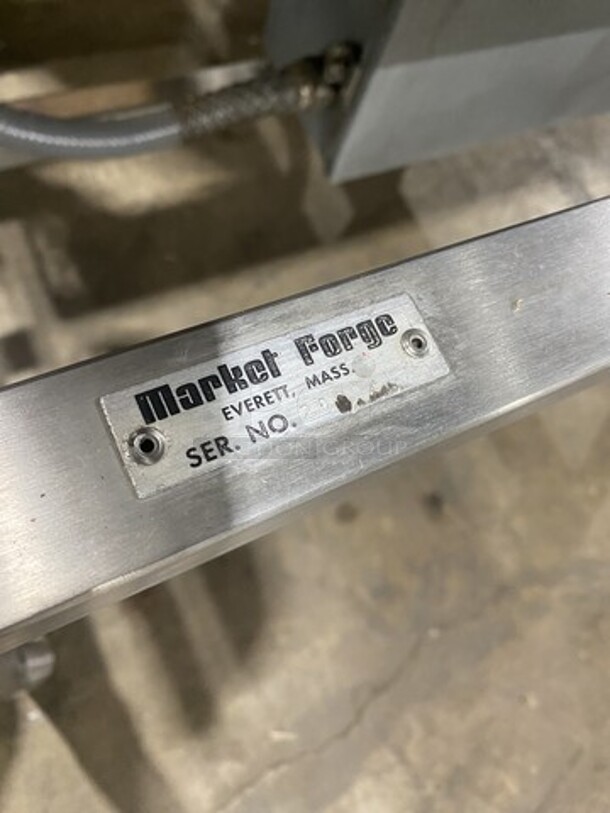 Market Forge
EVERETT, MASS.
SER. NO.